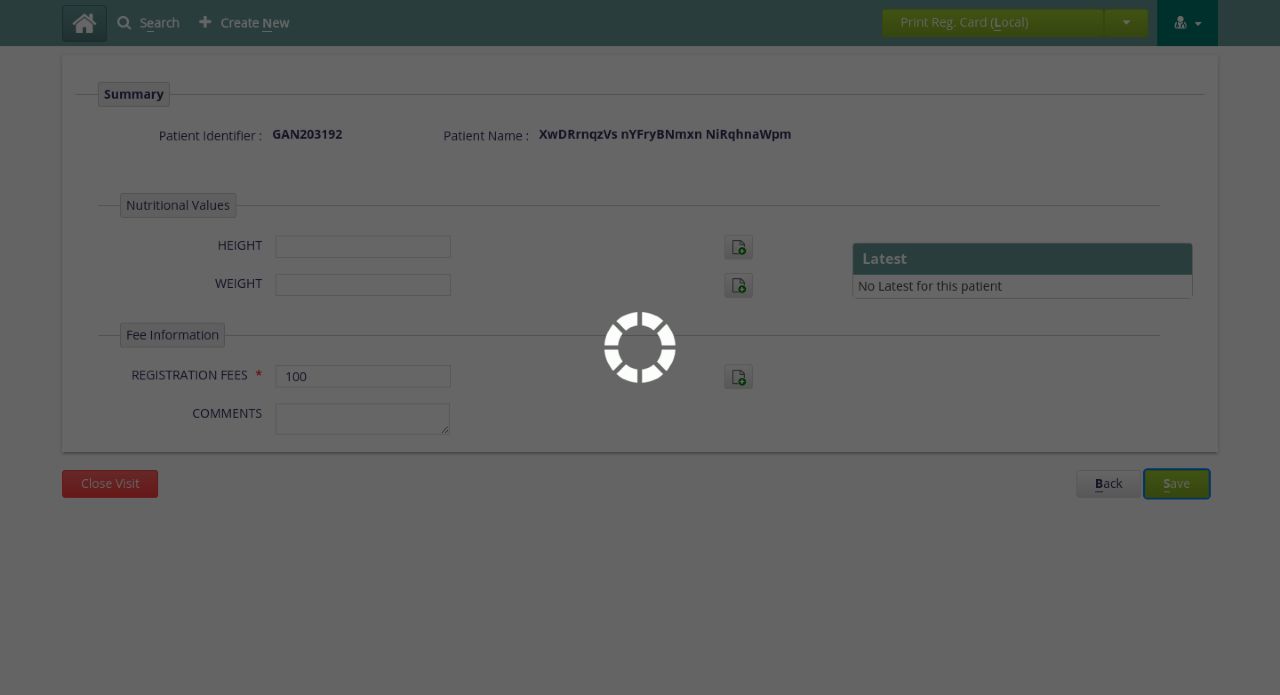 Search
Create New
Print Reg. Card (Local)
Summary
Patient Identifier : GAN203192
Patient Name : XwDRrnqzVs nYFryBNmxn NiRqhnaWpm
Nutritional Values
HEIGHT
WEIGHT
Latest
No Latest for this patient
Fee Information
REGISTRATION FEES * 100
COMMENTS
Close Visit
Back
Save